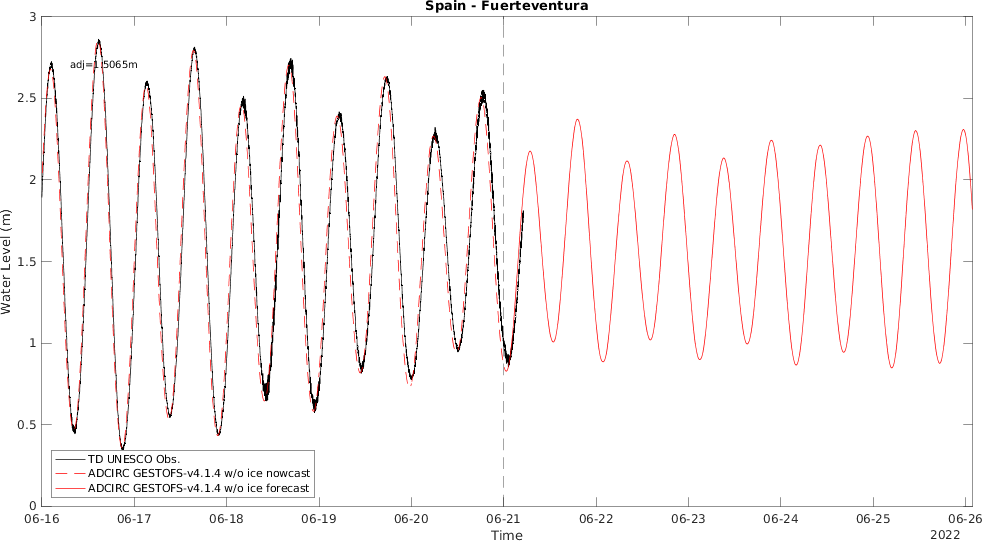 Spain - Fuerteventura
adj=1.5065m
3
2.5
2
1.5
1
0.5
0
Water Level (m)
TD UNESCO Obs.
ADCIRC GESTOFS-v4.1.4 w/o ice nowcast
ADCIRC GESTOFS-v4.1.4 w/o ice forecast
06-16 06-17 06-18 06-19 06-20 06-21 06-22 06-23 06-24 06-25 06-26
Time
2022